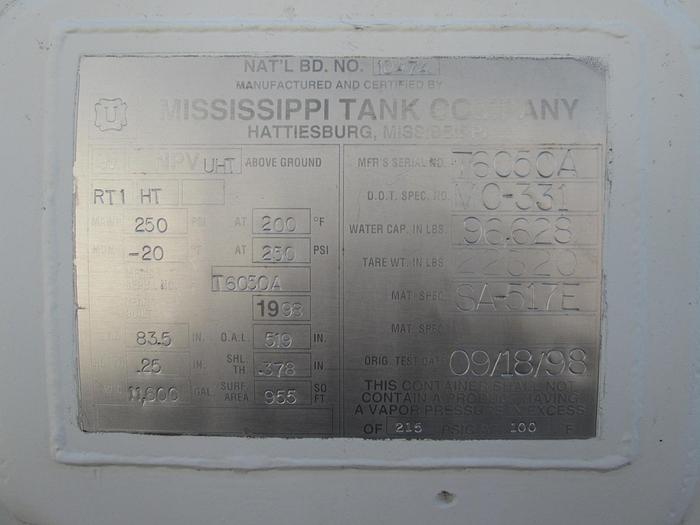 NAT'L BD. NO.
MANUFACTURED AND CERTIFIED BY
U MISSISSIPPI TANK COMPANY
HATTIESBURG, MISSISSIPPI
NPV UHT ABOVE GROUND
RT1 HT
MAWP 250 PSI AT 200 °F
-20 °F AT 250 PSI
T6050A
1998
83.5 IN. O.A.L. 519 IN.
.25 IN. SHL. TH .378 IN.
11,600 GAL. SURF. AREA 955 SQ FT
MFR'S SERIAL NO. T6050A
D.O.T. SPEC. NO. MC-331
WATER CAP. IN LBS. 96,628
TARE WT. IN LBS. 22620
MAT. SPEC. SA-517E
MAT. SPEC.
ORIG. TEST DATE 09/18/98
THIS CONTAINER SHALL NOT
CONTAIN A PRODUCT HAVING
A VAPOR PRESSURE IN EXCESS
OF 215 PSIG AT 100 F